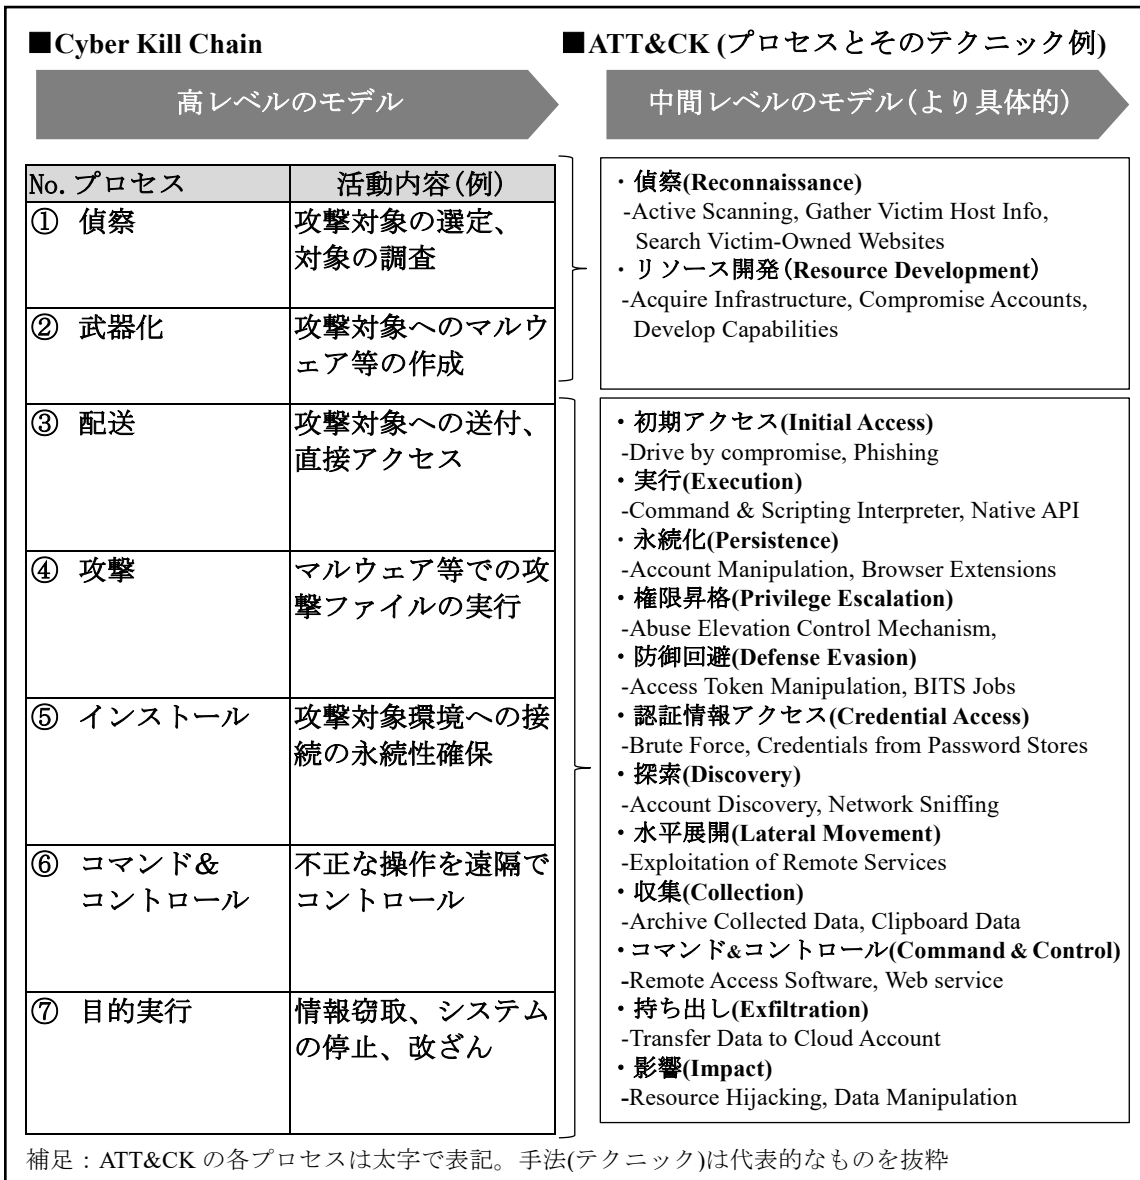 ■Cyber Kill Chain
■ATT&CK (プロセスとそのテクニック例)
高レベルのモデル
中間レベルのモデル(より具体的)
No. プロセス 活動内容(例)
① 偵察 攻撃対象の選定、
対象の調査
② 武器化 攻撃対象へのマルウ
ェア等の作成
③ 配送 攻撃対象への送付、
直接アクセス
④ 攻撃 マルウェア等での攻
撃ファイルの実行
⑤ インストール 攻撃対象環境への接
続の永続性確保
⑥ コマンド& 不正な操作を遠隔で
コントロール コントロール
⑦ 目的実行 情報窃取、システム
の停止、改ざん
・偵察(Reconnaissance)
-Active Scanning, Gather Victim Host Info,
Search Victim-Owned Websites
・リソース開発(Resource Development)
-Acquire Infrastructure, Compromise Accounts,
Develop Capabilities
・初期アクセス(Initial Access)
-Drive by compromise, Phishing
・実行(Execution)
-Command & Scripting Interpreter, Native API
・永続化(Persistence)
-Account Manipulation, Browser Extensions
・権限昇格(Privilege Escalation)
-Abuse Elevation Control Mechanism,
・防御回避(Defense Evasion)
-Access Token Manipulation, BITS Jobs
・認証情報アクセス(Credential Access)
-Brute Force, Credentials from Password Stores
・探索(Discovery)
-Account Discovery, Network Sniffing
・水平展開(Lateral Movement)
-Exploitation of Remote Services
・収集(Collection)
-Archive Collected Data, Clipboard Data
・コマンド&コントロール(Command & Control)
-Remote Access Software, Web service
・持ち出し(Exfiltration)
-Transfer Data to Cloud Account
・影響(Impact)
-Resource Hijacking, Data Manipulation
補足：ATT&CK の各プロセスは太字で表記。手法(テクニック)は代表的なものを抜粋